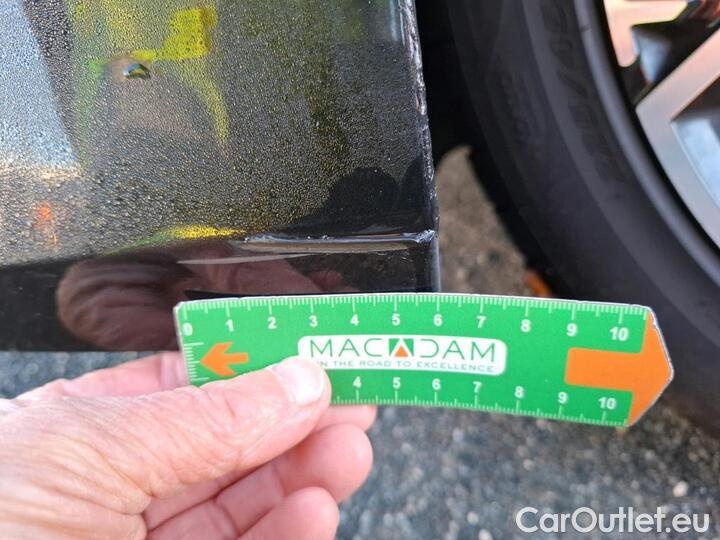 0 1 2 3 4 5 6 7 8 9 10
MACADAM
IN THE ROAD TO EXCELLENCE
4 5 6 7 8 9 10
CarOutlet.eu